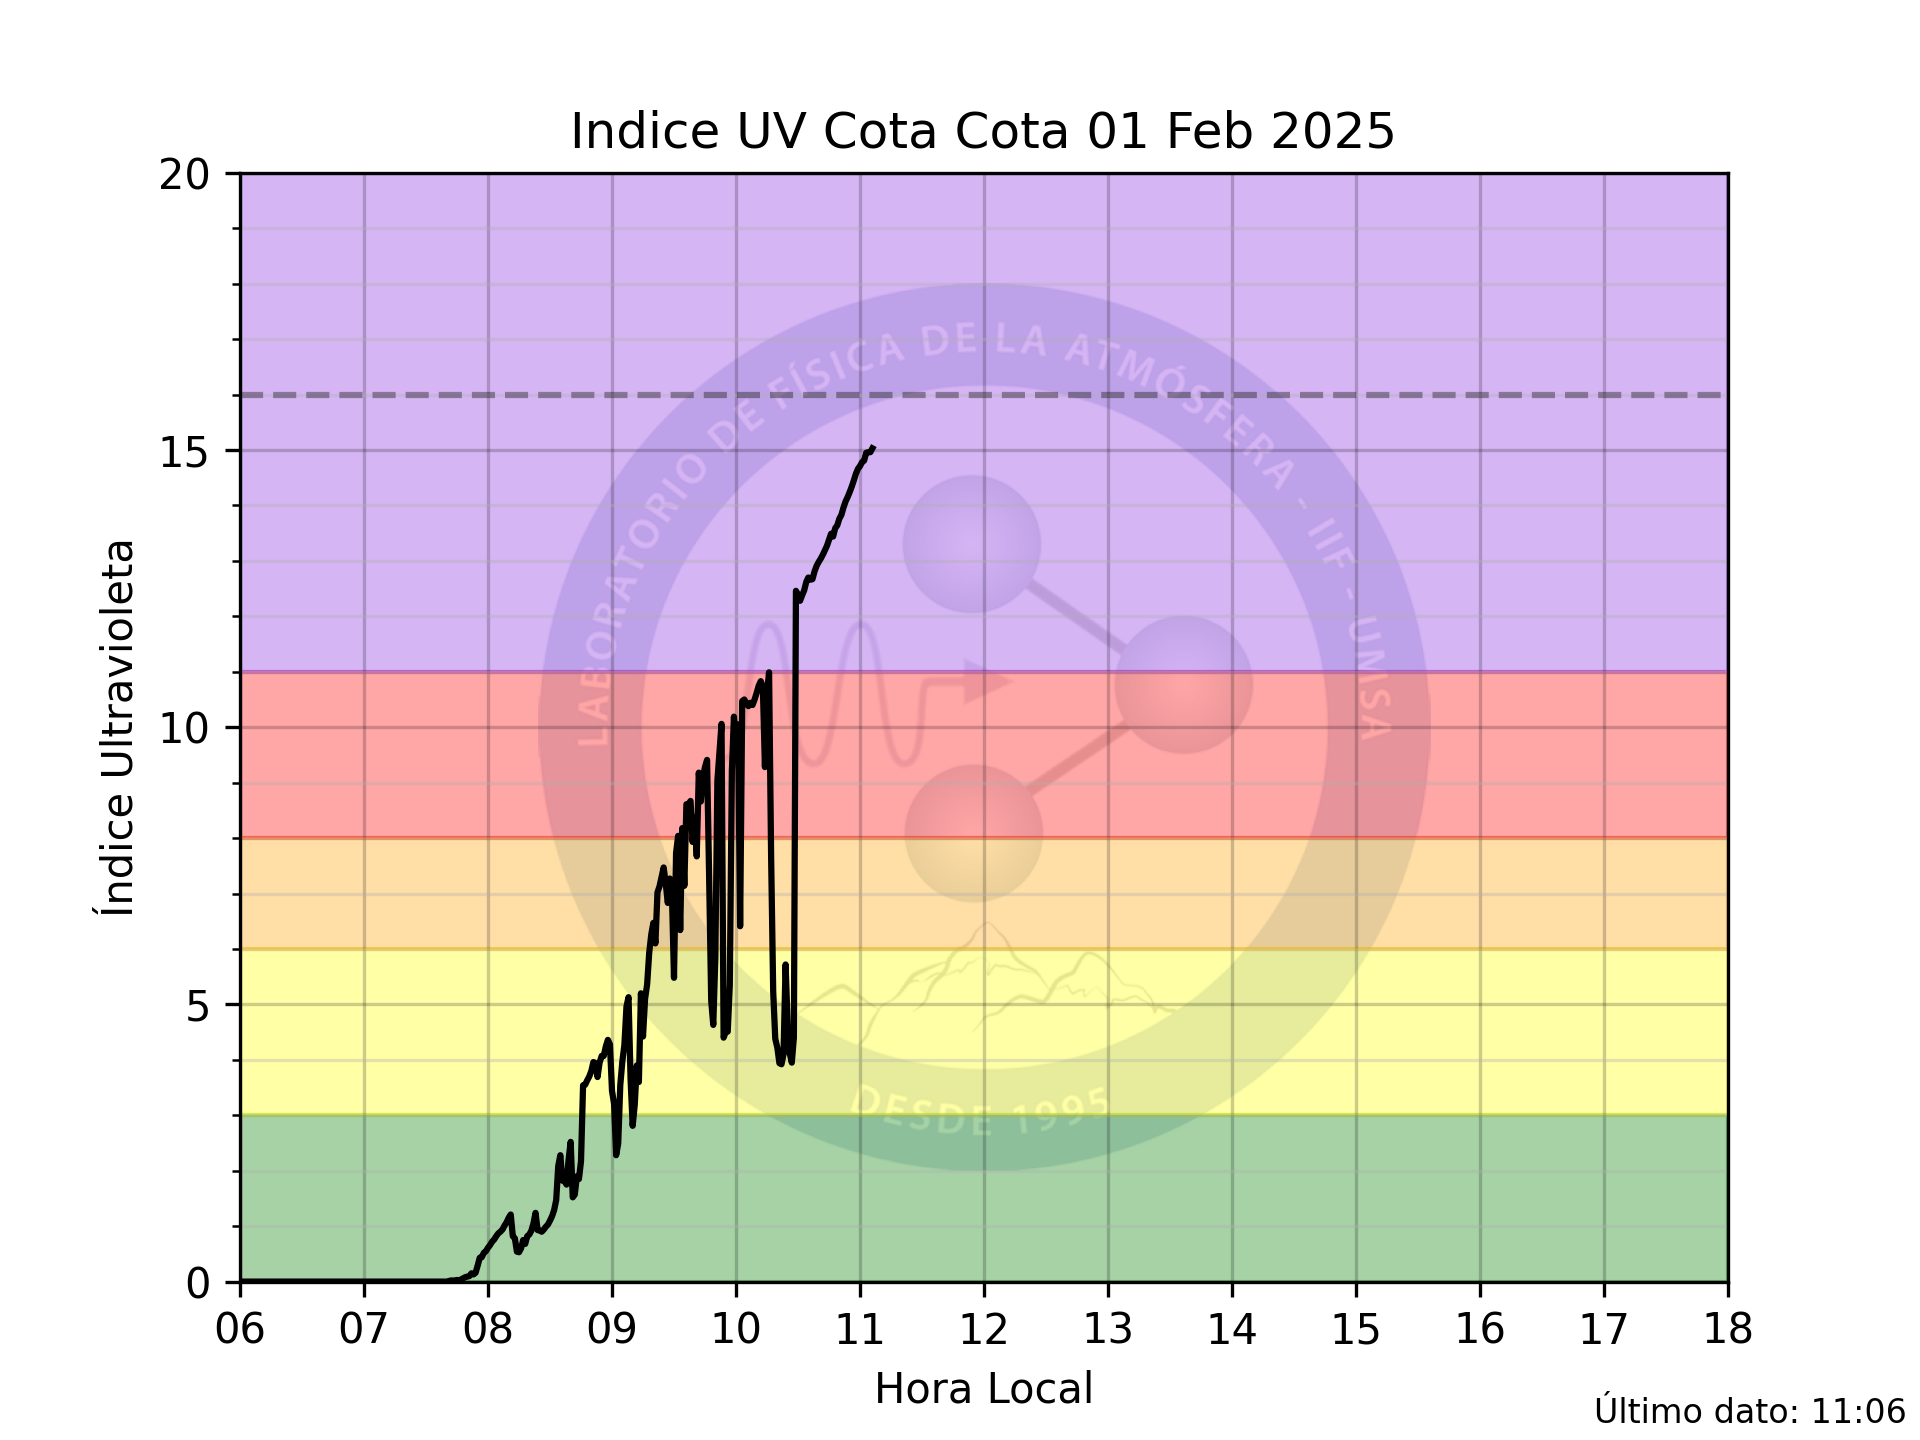 Indice UV Cota Cota 01 Feb 2025
20
15
10
5
0
Índice Ultravioleta
LABORATORIO DE FÍSICA DE LA ATMÓSFERA - IIF - UMSA
DESDE 1995
06 07 08 09 10 11 12 13 14 15 16 17 18
Hora Local
Último dato: 11:06